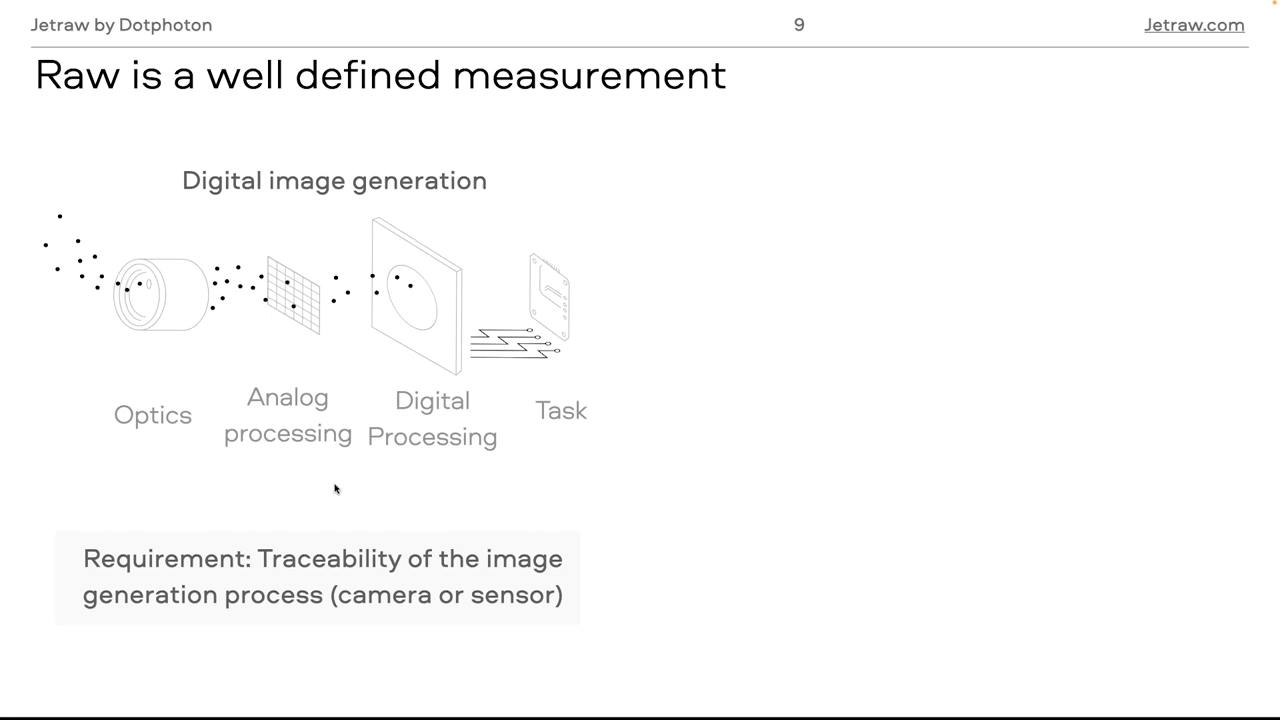 Jetraw by Dotphoton
9
Jetraw.com
Raw is a well defined measurement
Digital image generation
Optics
Analog
processing
Digital
Processing
Task
Requirement: Traceability of the image
generation process (camera or sensor)